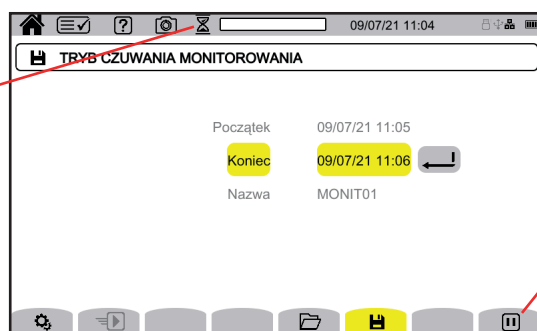 09/07/21 11:04
TRYB CZUWANIA MONITOROWANIA
Początek 09/07/21 11:05
Koniec 09/07/21 11:06
Nazwa MONIT01